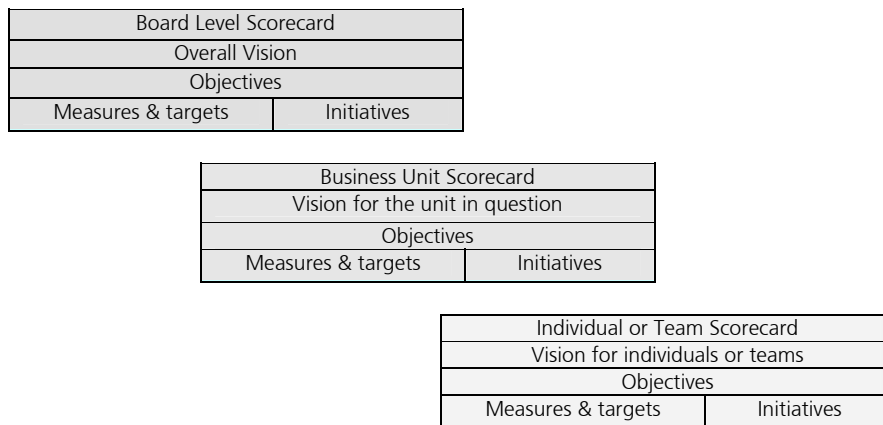 Board Level Scorecard
Overall Vision
Objectives
Measures & targets Initiatives
Business Unit Scorecard
Vision for the unit in question
Objectives
Measures & targets Initiatives
Individual or Team Scorecard
Vision for individuals or teams
Objectives
Measures & targets Initiatives